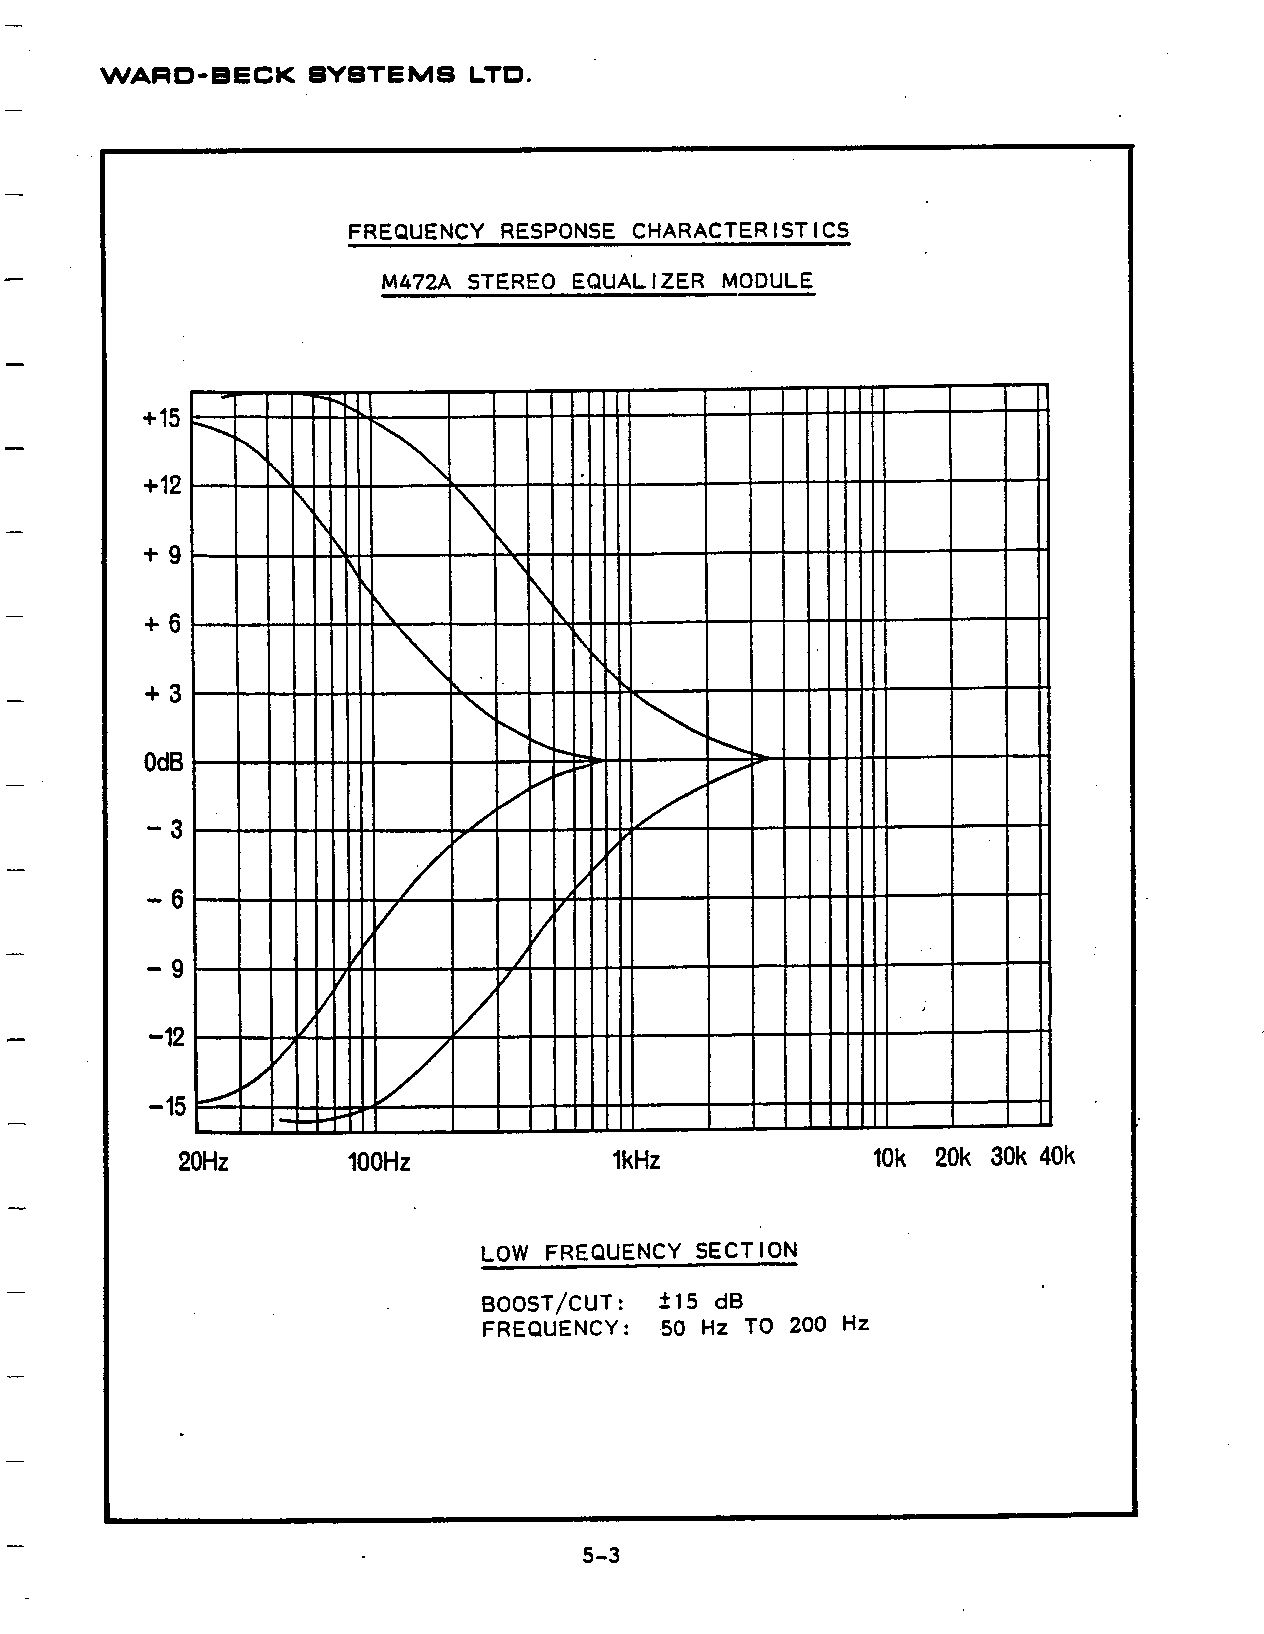 WARD-BECK SYSTEMS LTD.
FREQUENCY RESPONSE CHARACTERISTICS
M472A STEREO EQUALIZER MODULE
+15
+12
+ 9
+ 6
+ 3
0dB
- 3
- 6
- 9
-12
-15
20Hz 100Hz 1kHz 10k 20k 30k 40k
LOW FREQUENCY SECTION
BOOST/CUT: ±15 dB
FREQUENCY: 50 Hz TO 200 Hz
5-3